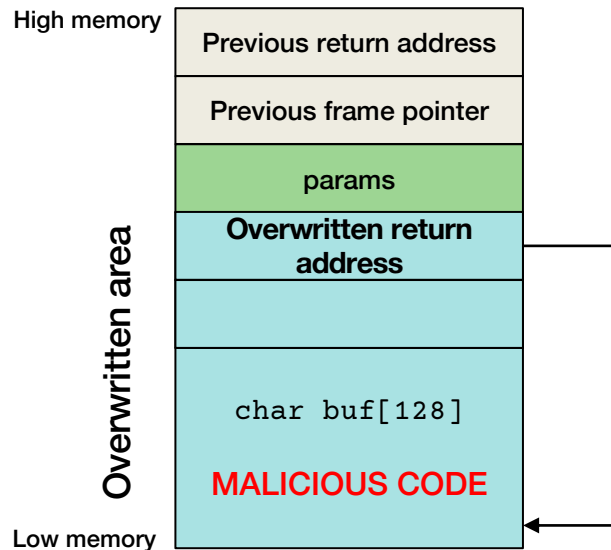 High memory
Previous return address
Previous frame pointer
params
Overwritten return
address
Overwritten area
char buf[128]
MALICIOUS CODE
Low memory